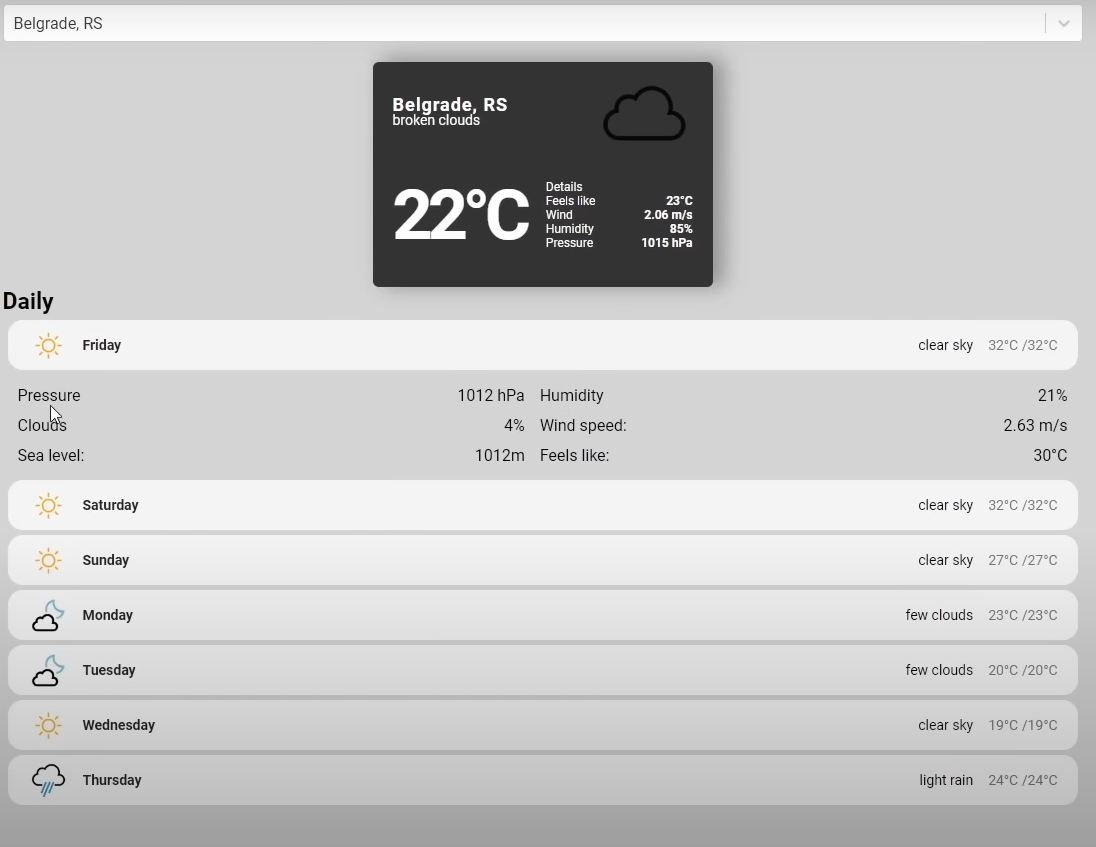 Belgrade, RS
Belgrade, RS
broken clouds
22°C
Details
Feels like 23°C
Wind 2.06 m/s
Humidity 85%
Pressure 1015 hPa
Daily
Friday clear sky 32°C /32°C
Pressure 1012 hPa Humidity 21%
Clouds 4% Wind speed: 2.63 m/s
Sea level: 1012m Feels like: 30°C
Saturday clear sky 32°C /32°C
Sunday clear sky 27°C /27°C
Monday few clouds 23°C /23°C
Tuesday few clouds 20°C /20°C
Wednesday clear sky 19°C /19°C
Thursday light rain 24°C /24°C